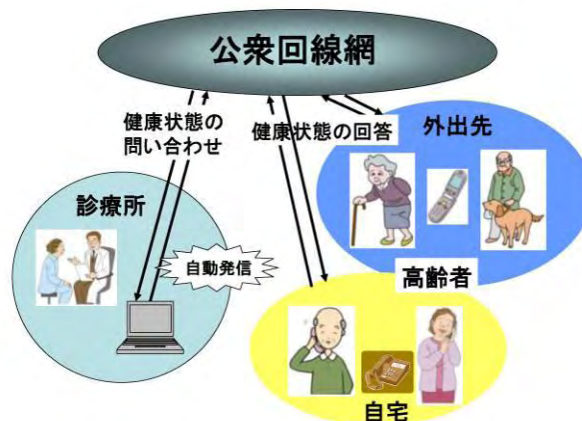 公衆回線網
健康状態の
問い合わせ
健康状態の回答
外出先
診療所
自動発信
高齢者
自宅